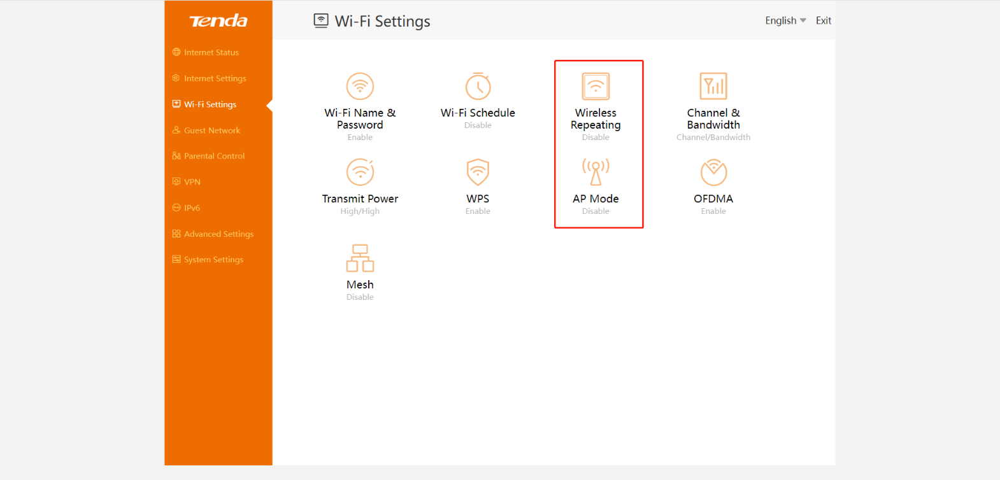 Tenda
Wi-Fi Settings
English
Exit
Internet Status
Internet Settings
Wi-Fi Settings
Guest Network
Parental Control
VPN
IPv6
Advanced Settings
System Settings
Wi-Fi Name &
Password
Enable
Wi-Fi Schedule
Disable
Wireless
Repeating
Disable
Channel &
Bandwidth
Channel/Bandwidth
Transmit Power
High/High
WPS
Enable
AP Mode
Disable
OFDMA
Enable
Mesh
Disable